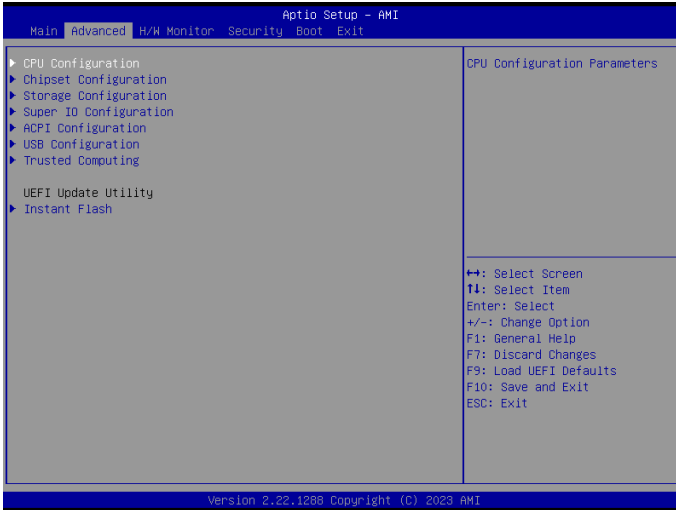 Aptio Setup – AMI
Main Advanced H/W Monitor Security Boot Exit
▶ CPU Configuration
▶ Chipset Configuration
▶ Storage Configuration
▶ Super IO Configuration
▶ ACPI Configuration
▶ USB Configuration
▶ Trusted Computing
UEFI Update Utility
▶ Instant Flash
CPU Configuration Parameters
↔: Select Screen
↑↓: Select Item
Enter: Select
+/-: Change Option
F1: General Help
F7: Discard Changes
F9: Load UEFI Defaults
F10: Save and Exit
ESC: Exit
Version 2.22.1288 Copyright (C) 2023 AMI